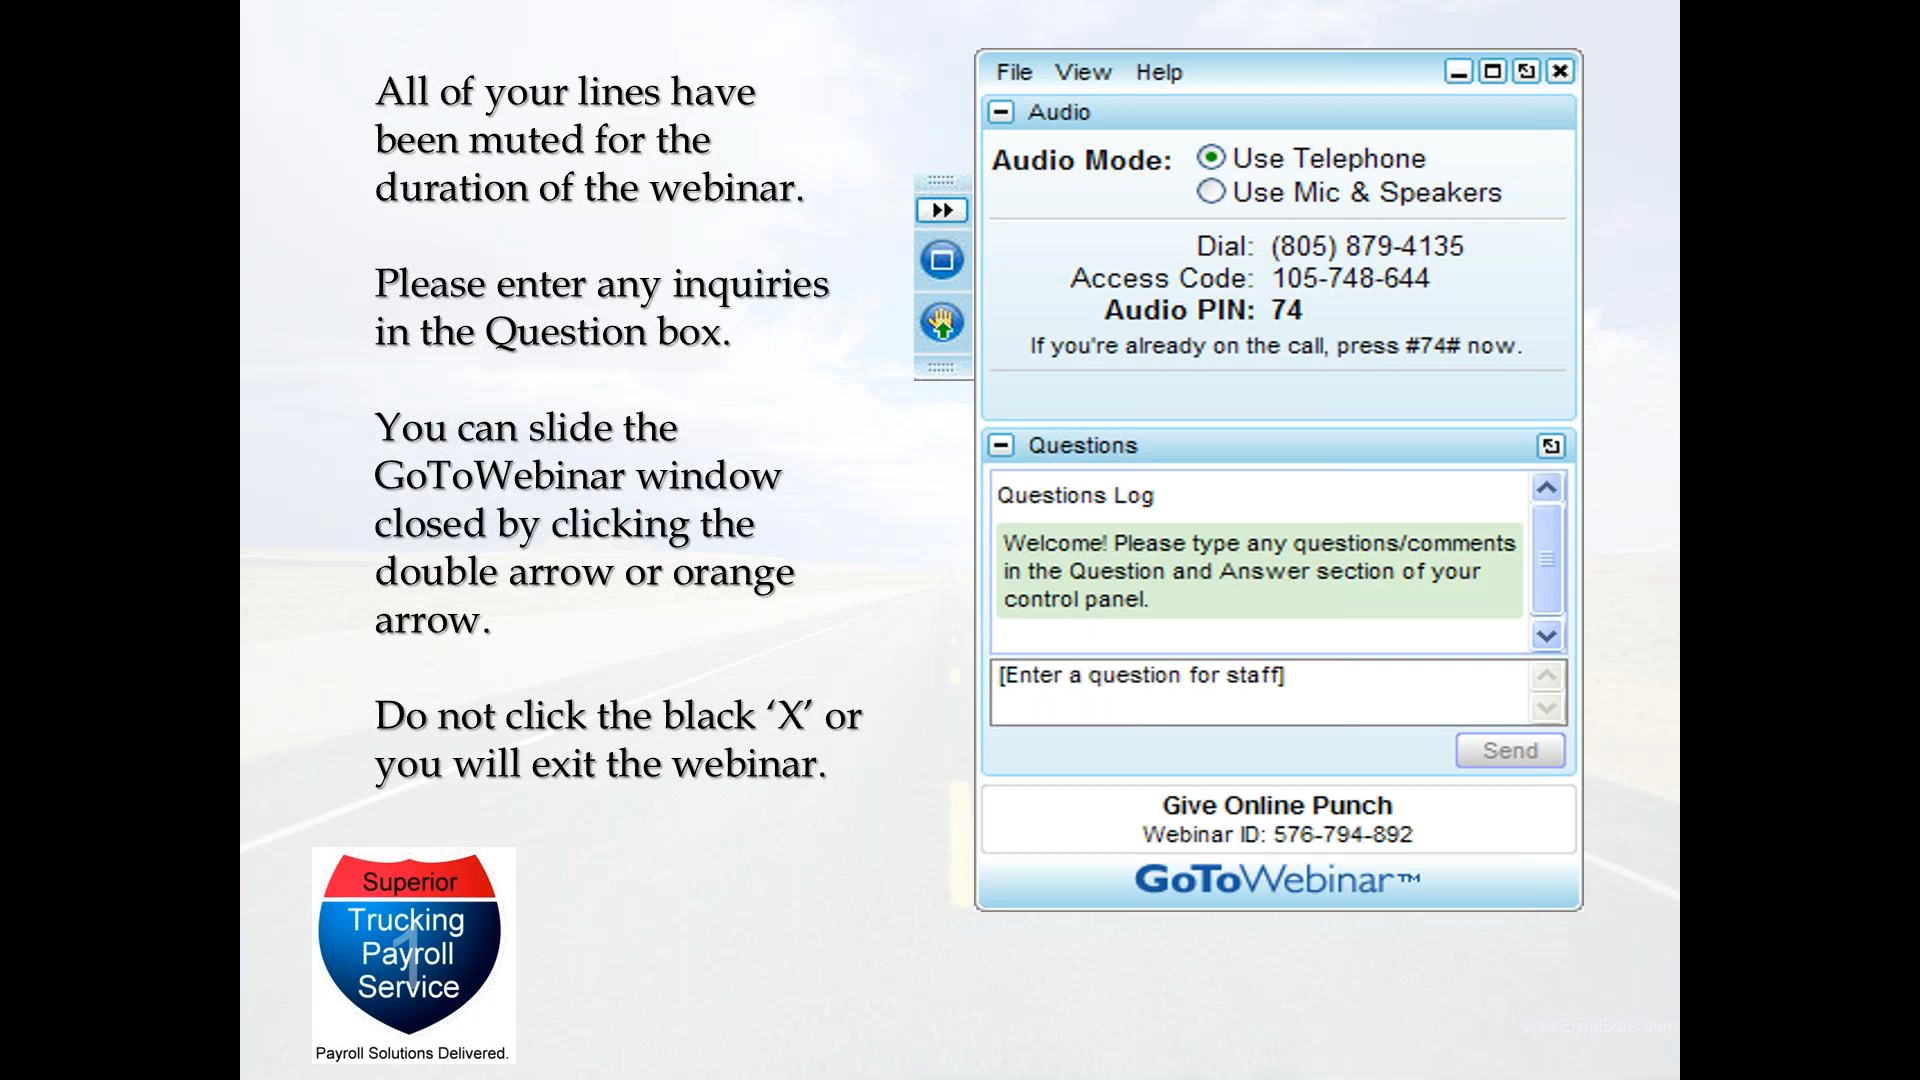 All of your lines have
been muted for the
duration of the webinar.
Please enter any inquiries
in the Question box.
You can slide the
GoToWebinar window
closed by clicking the
double arrow or orange
arrow.
Do not click the black ‘X’ or
you will exit the webinar.
Superior
Trucking
Payroll
Service
1
Payroll Solutions Delivered.
File View Help
Audio
Audio Mode: Use Telephone
Use Mic & Speakers
Dial: (805) 879-4135
Access Code: 105-748-644
Audio PIN: 74
If you're already on the call, press #74# now.
Questions
Questions Log
Welcome! Please type any questions/comments
in the Question and Answer section of your
control panel.
[Enter a question for staff]
Send
Give Online Punch
Webinar ID: 576-794-892
GoToWebinar™